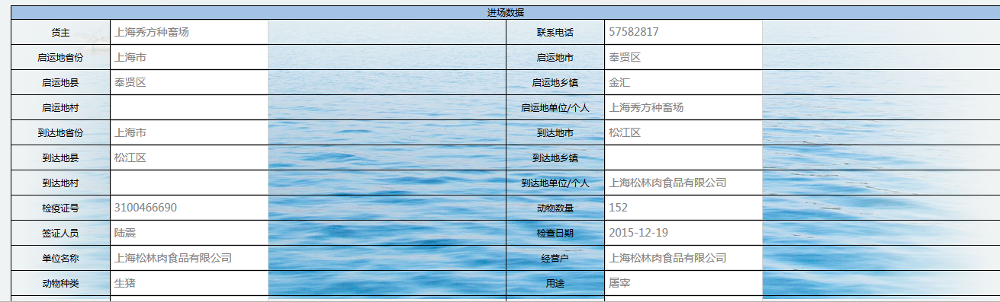 进场数据
货主 上海秀方种畜场 联系电话 57582817
启运地省份 上海市 启运地市 奉贤区
启运地县 奉贤区 启运地乡镇 金汇
启运地村 启运地单位/个人 上海秀方种畜场
到达地省份 上海市 到达地市 松江区
到达地县 松江区 到达地乡镇
到达地村 到达地单位/个人 上海松林肉食品有限公司
检疫证号 3100466690 动物数量 152
签证人员 陆震 检查日期 2015-12-19
单位名称 上海松林肉食品有限公司 经营户 上海松林肉食品有限公司
动物种类 生猪 用途 屠宰